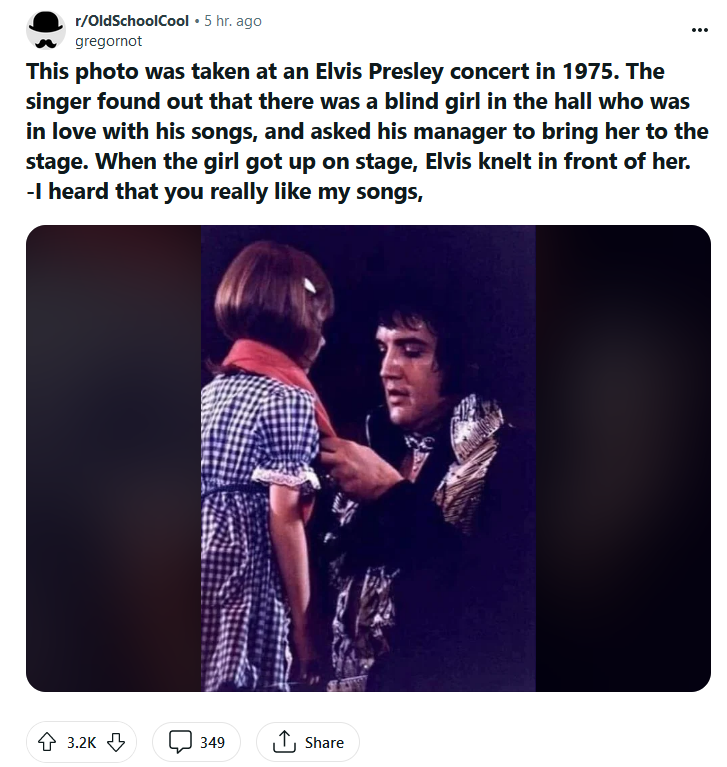 r/OldSchoolCool • 5 hr. ago
gregornot
This photo was taken at an Elvis Presley concert in 1975. The
singer found out that there was a blind girl in the hall who was
in love with his songs, and asked his manager to bring her to the
stage. When the girl got up on stage, Elvis knelt in front of her.
-I heard that you really like my songs,
3.2K
349
Share